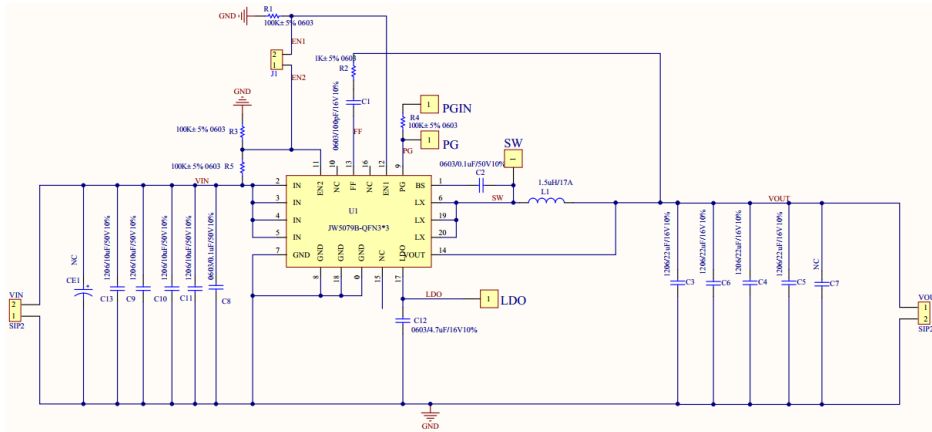 R1
GND
100K±5% 0603
EN1
2
1
J1
EN2
1K±5% 0603
R2
C1
0603/100pF/16V10%
FF
GND
R3
100K±5% 0603
100K±5% 0603 R5
1 PGIN
R4
100K±5% 0603
1 PG
PG
SW
1
0603/0.1uF/50V10%
C2
SW
1.5uH/17A
L1
VIN
11 10 13 16 12 9
EN2 NC FF NC EN1 PG
2 IN BS 1
3 IN LX 6
4 IN LX 19
5 IN LX 20
7 GND VOUT 14
U1
JW5079B-QFN3*3
GND GND GND NC LDO
8 18 0 15 17
LDO
1 LDO
C12
0603/4.7uF/16V10%
VIN
2
1
SIP2
NC
CE1
+
1206/10uF/50V10%
C13
1206/10uF/50V10%
C9
1206/10uF/50V10%
C10
1206/10uF/50V10%
C11
0603/0.1uF/50V10%
C8
VOUT
1206/22uF/16V10%
C3
1206/22uF/16V10%
C6
1206/22uF/16V10%
C4
1206/22uF/16V10%
C5
NC
C7
VOU
1
2
SIP2
GND